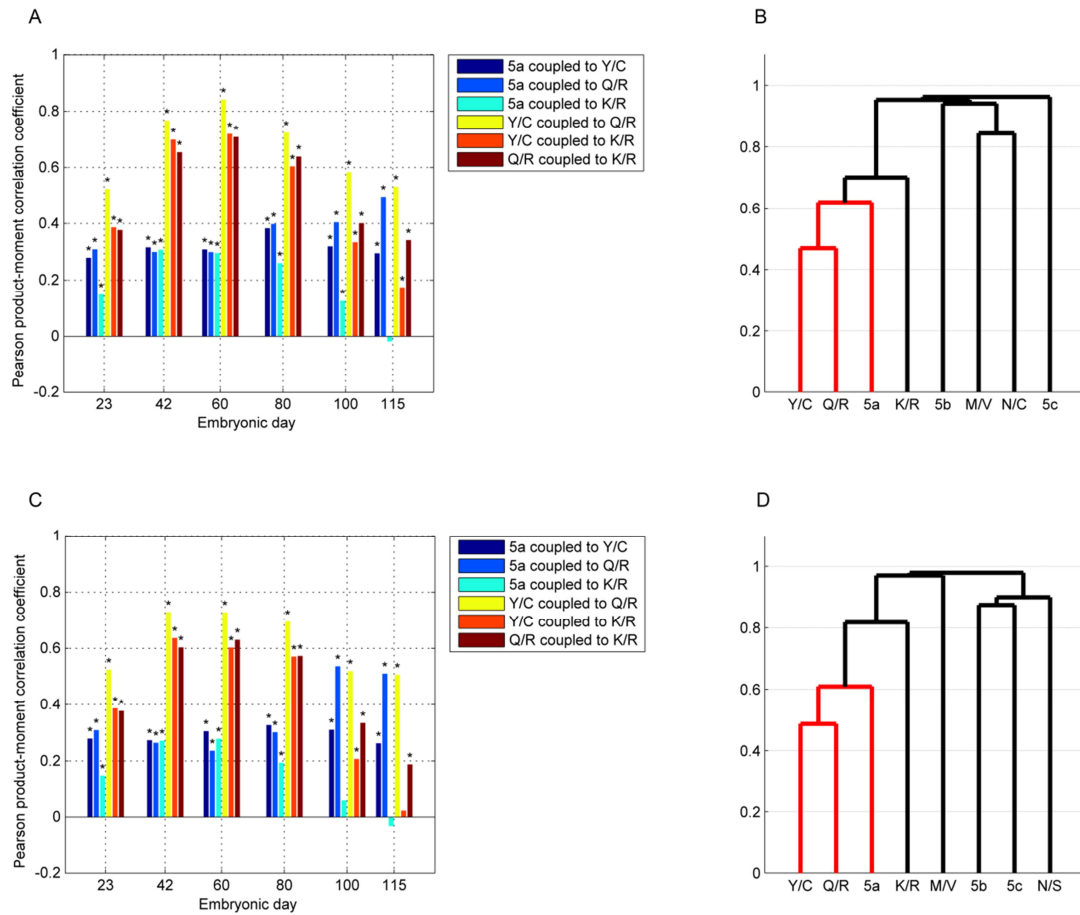 A
Pearson product-moment correlation coefficient
1
0.8
0.6
0.4
0.2
0
-0.2
23 42 60 80 100 115
Embryonic day
5a coupled to Y/C
5a coupled to Q/R
5a coupled to K/R
Y/C coupled to Q/R
Y/C coupled to K/R
Q/R coupled to K/R
B
1
0.8
0.6
0.4
0.2
0
Y/C Q/R 5a K/R 5b M/V N/C 5c
C
Pearson product-moment correlation coefficient
1
0.8
0.6
0.4
0.2
0
-0.2
23 42 60 80 100 115
Embryonic day
5a coupled to Y/C
5a coupled to Q/R
5a coupled to K/R
Y/C coupled to Q/R
Y/C coupled to K/R
Q/R coupled to K/R
D
1
0.8
0.6
0.4
0.2
0
Y/C Q/R 5a K/R M/V 5b 5c N/S